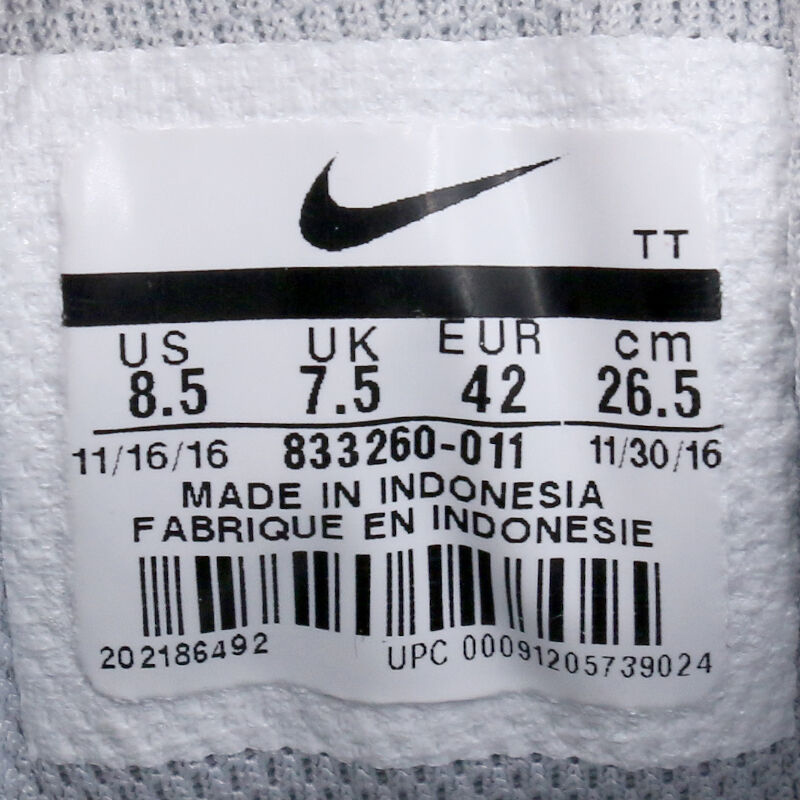 TT
US UK EUR cm
8.5 7.5 42 26.5
11/16/16 833260-011 11/30/16
MADE IN INDONESIA
FABRIQUE EN INDONESIE
202186492 UPC 00091205739024